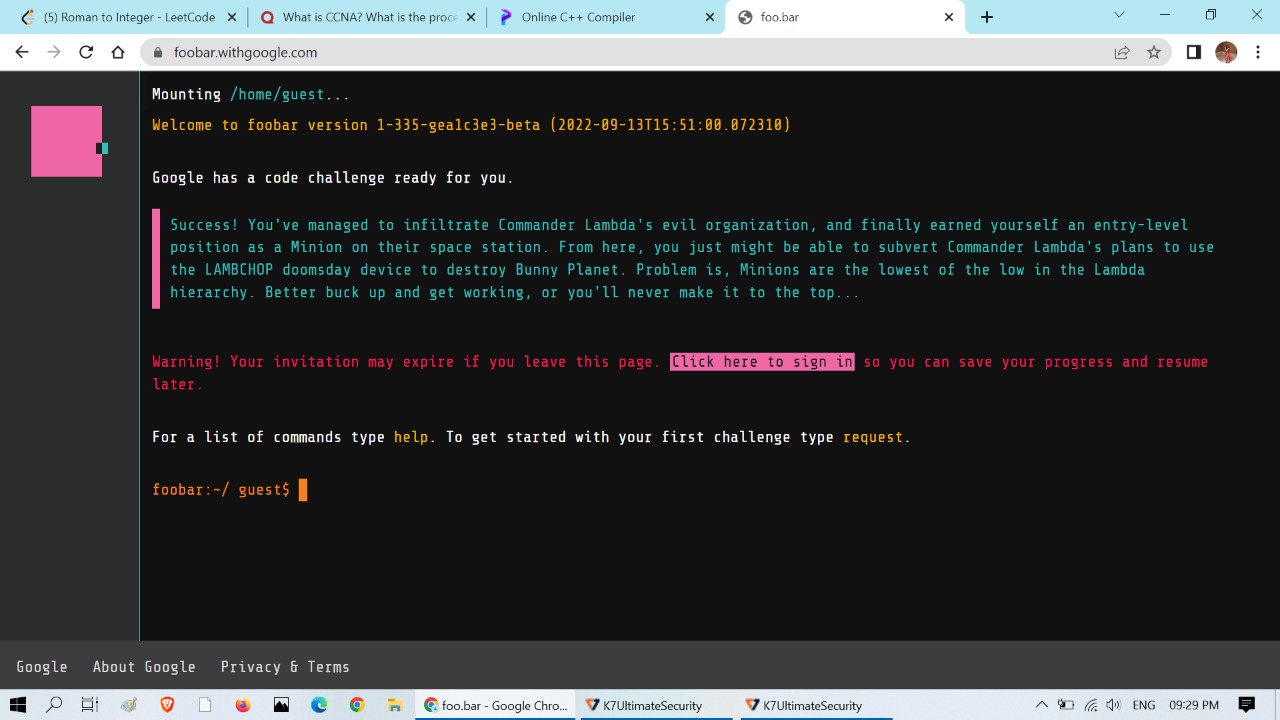 (5) Roman to Integer - LeetCode
What is CCNA? What is the proce
Online C++ Compiler
foo.bar
foobar.withgoogle.com
Mounting /home/guest...
Welcome to foobar version 1-335-gea1c3e3-beta (2022-09-13T15:51:00.072310)
Google has a code challenge ready for you.
Success! You've managed to infiltrate Commander Lambda's evil organization, and finally earned yourself an entry-level
position as a Minion on their space station. From here, you just might be able to subvert Commander Lambda's plans to use
the LAMBCHOP doomsday device to destroy Bunny Planet. Problem is, Minions are the lowest of the low in the Lambda
hierarchy. Better buck up and get working, or you'll never make it to the top...
Warning! Your invitation may expire if you leave this page. Click here to sign in so you can save your progress and resume
later.
For a list of commands type help. To get started with your first challenge type request.
foobar:~/ guest$
Google About Google Privacy & Terms
foo.bar - Google Chro...
K7UltimateSecurity
K7UltimateSecurity
ENG
09:29 PM